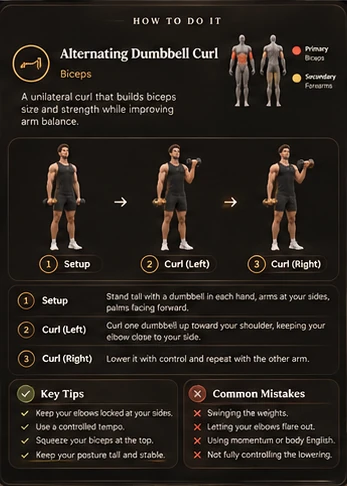 HOW TO DO IT
Alternating Dumbbell Curl
Biceps
A unilateral curl that builds biceps
size and strength while improving
arm balance.
Primary
Biceps
Secundary
Forearms
1 Setup
2 Curl (Left)
3 Curl (Right)
1 Setup
Stand tall with a dumbbell in each hand, arms at your sides,
palms facing forward.
2 Curl (Left)
Curl one dumbbell up toward your shoulder, keeping your
elbow close to your side.
3 Curl (Right)
Lower it with control and repeat with the other arm.
Key Tips
Keep your elbows locked at your sides.
Use a controlled tempo.
Squeeze your biceps at the top.
Keep your posture tall and stable.
Common Mistakes
Swinging the weights.
Letting your elbows flare out.
Using momentum or body English.
Not fully controlling the lowering.